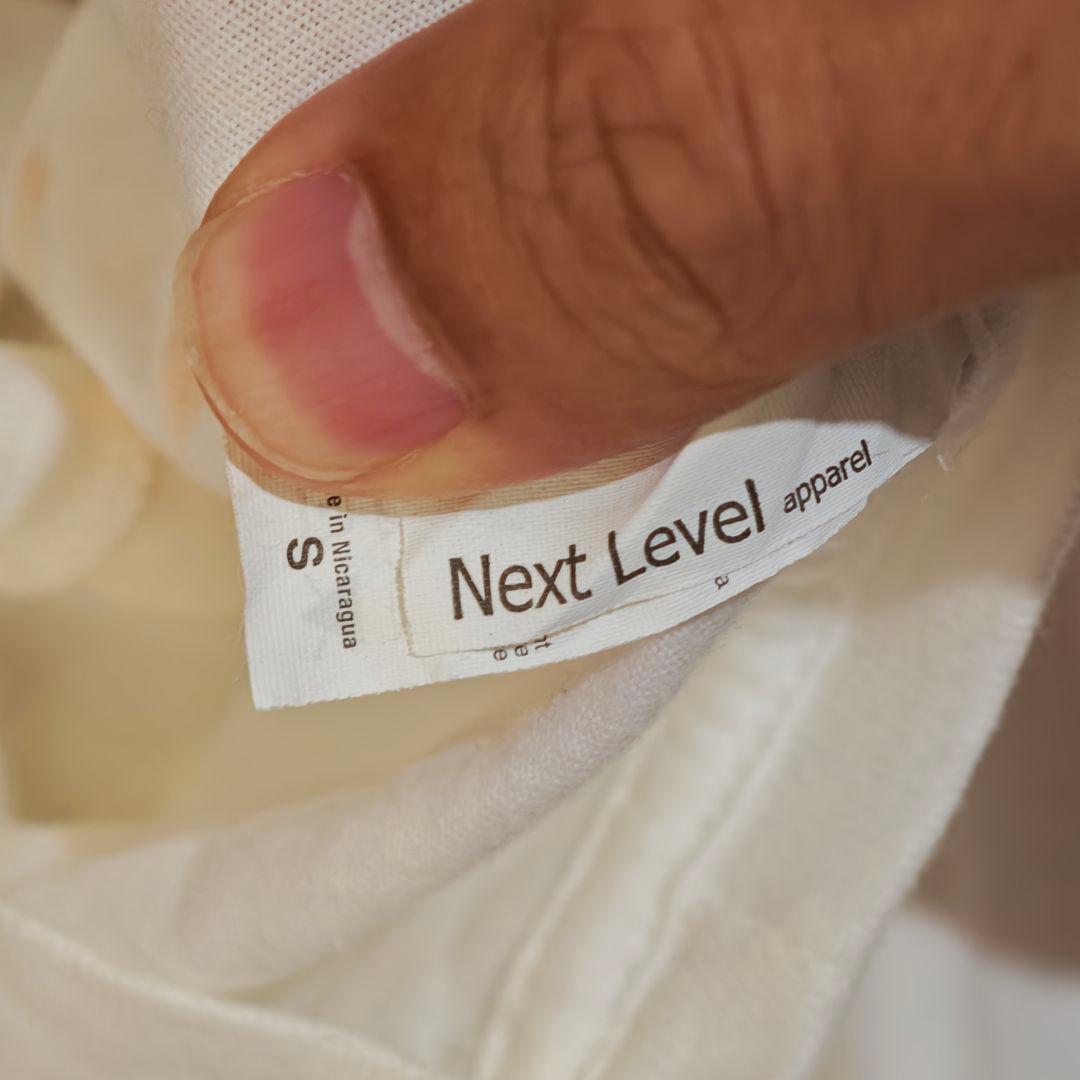 Next Level apparel
S
e in Nicaragua